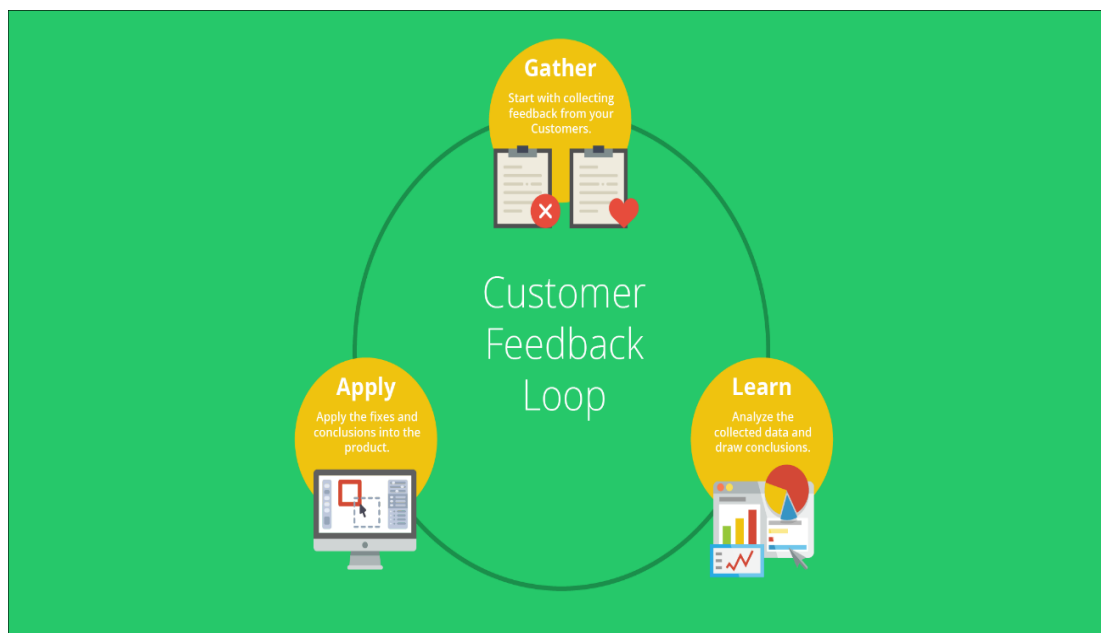 Gather
Start with collecting
feedback from your
Customers.
Customer
Feedback
Loop
Apply
Apply the fixes and
conclusions into the
product.
Learn
Analyze the
collected data and
draw conclusions.